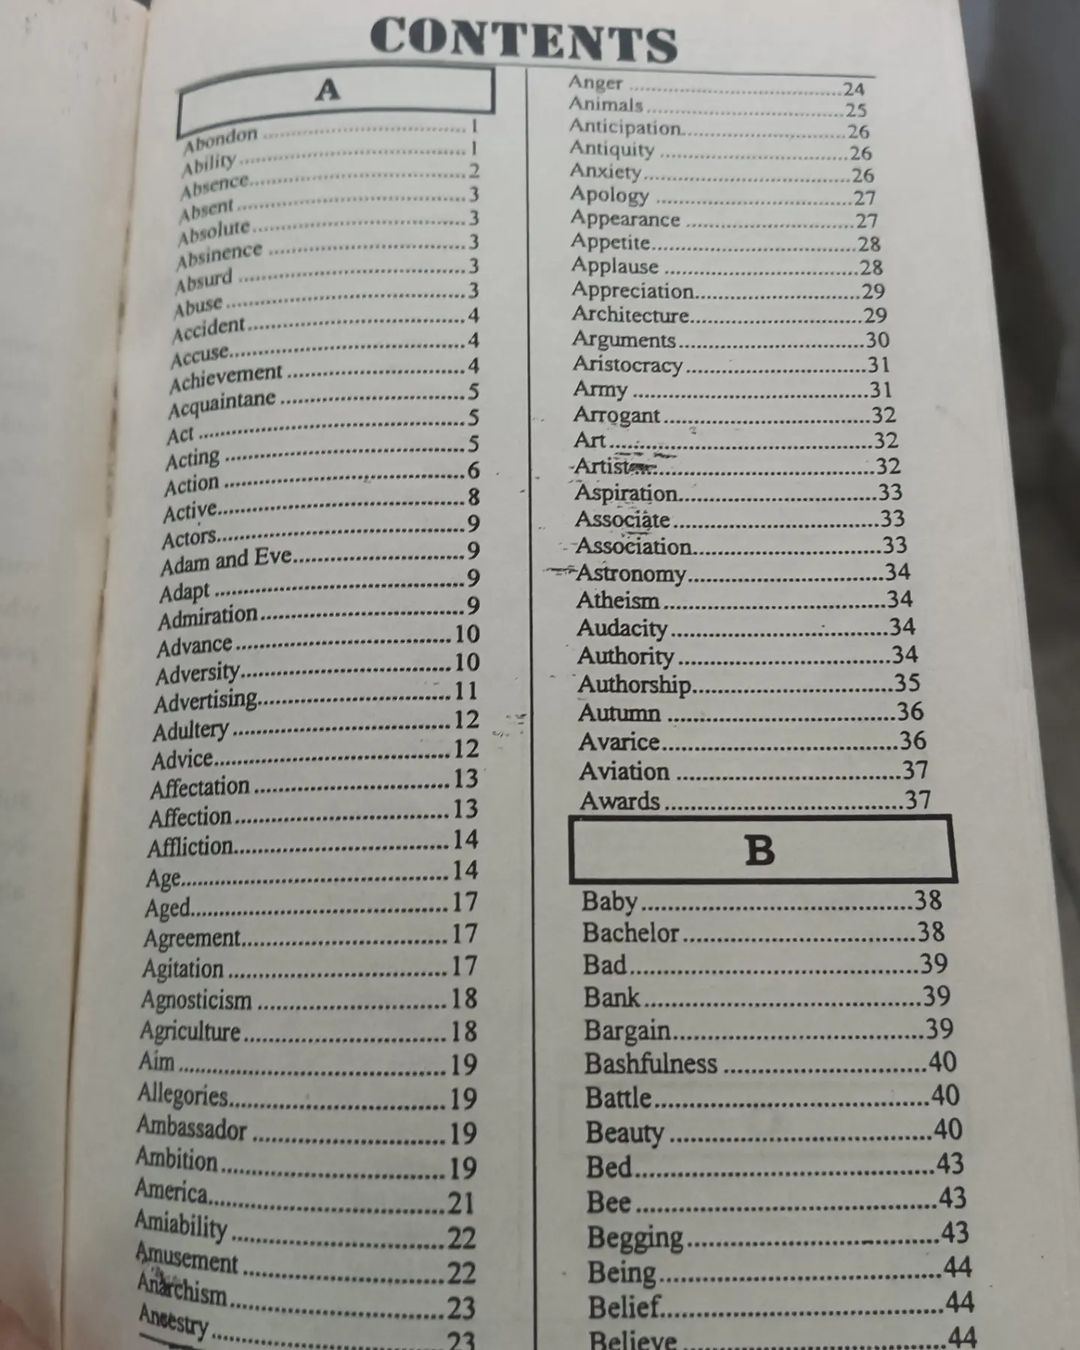 CONTENTS
A
Abondon ........ 1
Ability ........ 1
Absence ........ 2
Absent ........ 3
Absolute ........ 3
Absinence ........ 3
Absurd ........ 3
Abuse ........ 3
Accident ........ 4
Accuse ........ 4
Achievement ........ 4
Acquaintane ........ 5
Act ........ 5
Acting ........ 5
Action ........ 6
Active ........ 8
Actors ........ 9
Adam and Eve ........ 9
Adapt ........ 9
Admiration ........ 9
Advance ........ 10
Adversity ........ 10
Advertising ........ 11
Adultery ........ 12
Advice ........ 12
Affectation ........ 13
Affection ........ 13
Affliction ........ 14
Age ........ 14
Aged ........ 17
Agreement ........ 17
Agitation ........ 17
Agnosticism ........ 18
Agriculture ........ 18
Aim ........ 19
Allegories ........ 19
Ambassador ........ 19
Ambition ........ 19
America ........ 21
Amiability ........ 22
Amusement ........ 22
Anarchism ........ 23
Ancestry ........ 23
Anger ........ 24
Animals ........ 25
Anticipation ........ 26
Antiquity ........ 26
Anxiety ........ 26
Apology ........ 27
Appearance ........ 27
Appetite ........ 28
Applause ........ 28
Appreciation ........ 29
Architecture ........ 29
Arguments ........ 30
Aristocracy ........ 31
Army ........ 31
Arrogant ........ 32
Art ........ 32
Artist ........ 32
Aspiration ........ 33
Associate ........ 33
Association ........ 33
Astronomy ........ 34
Atheism ........ 34
Audacity ........ 34
Authority ........ 34
Authorship ........ 35
Autumn ........ 36
Avarice ........ 36
Aviation ........ 37
Awards ........ 37
B
Baby ........ 38
Bachelor ........ 38
Bad ........ 39
Bank ........ 39
Bargain ........ 39
Bashfulness ........ 40
Battle ........ 40
Beauty ........ 40
Bed ........ 43
Bee ........ 43
Begging ........ 43
Being ........ 44
Belief ........ 44
Believe ........ 44